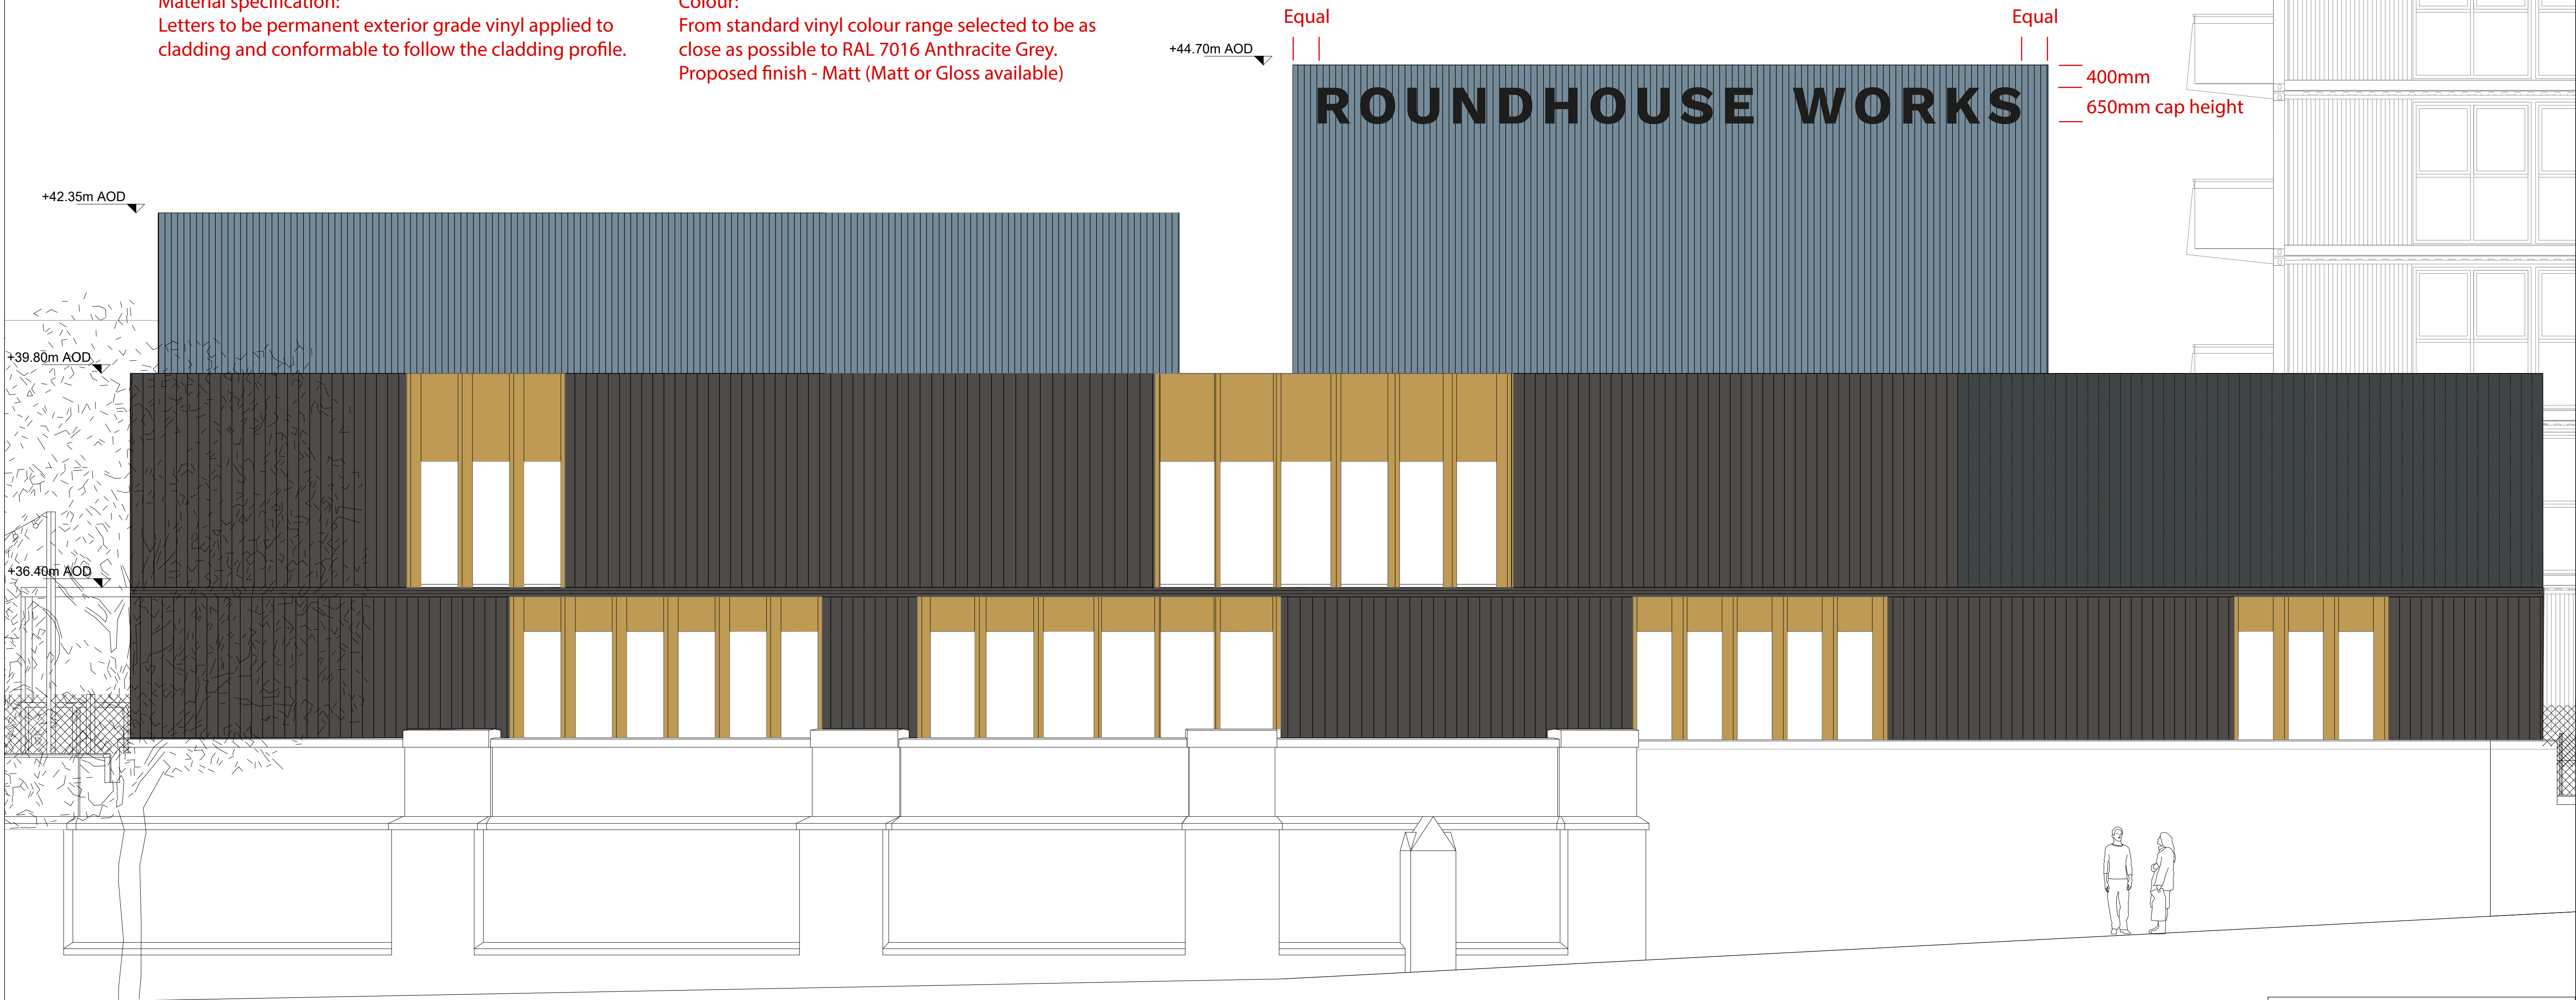 Material specification:
Letters to be permanent exterior grade vinyl applied to
cladding and conformable to follow the cladding profile.
Colour:
From standard vinyl colour range selected to be as
close as possible to RAL 7016 Anthracite Grey.
Proposed finish - Matt (Matt or Gloss available)
Equal
Equal
+44.70m AOD
400mm
650mm cap height
ROUNDHOUSE WORKS
+42.35m AOD
+39.80m AOD
+36.40m AOD